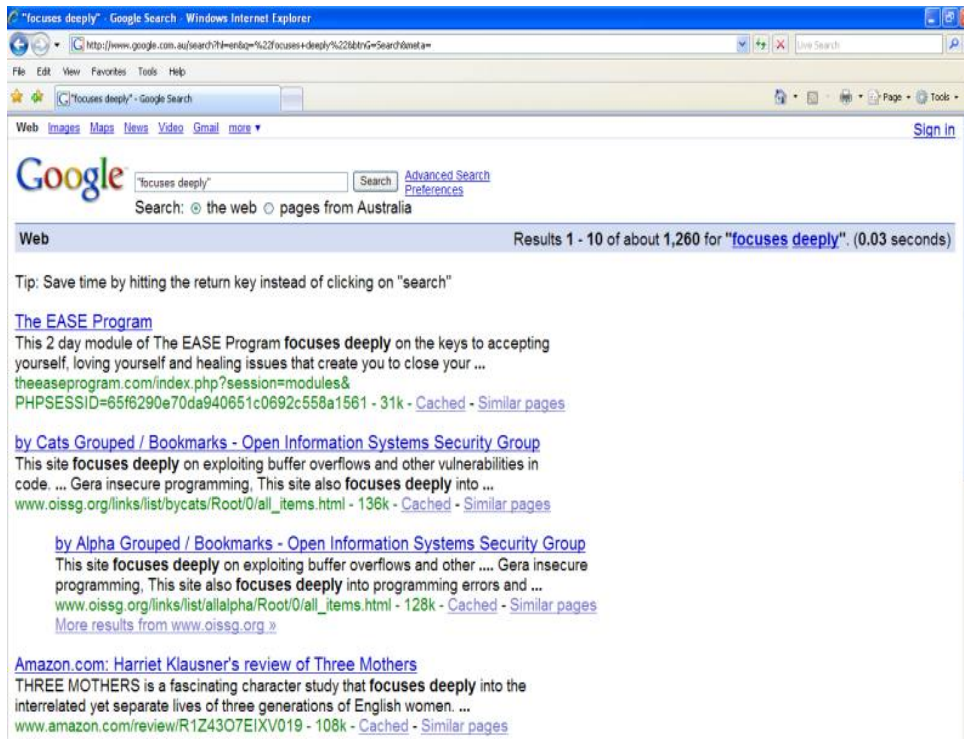 "focuses deeply" - Google Search - Windows Internet Explorer
http://www.google.com.au/search?hl=en&q=%22focuses+deeply%22&btnG=Search&meta=
Live Search
File Edit View Favorites Tools Help
"focuses deeply" - Google Search
Page Tools
Web Images Maps News Video Gmail more ▼
Sign in
Google "focuses deeply" Search Advanced Search
Preferences
Search: the web pages from Australia
Web Results 1 - 10 of about 1,260 for "focuses deeply". (0.03 seconds)
Tip: Save time by hitting the return key instead of clicking on "search"
The EASE Program
This 2 day module of The EASE Program focuses deeply on the keys to accepting
yourself, loving yourself and healing issues that create you to close your ...
theeaseprogram.com/index.php?session=modules&
PHPSESSID=65f6290e70da940651c0692c558a1561 - 31k - Cached - Similar pages
by Cats Grouped / Bookmarks - Open Information Systems Security Group
This site focuses deeply on exploiting buffer overflows and other vulnerabilities in
code. ... Gera insecure programming, This site also focuses deeply into ...
www.oissg.org/links/list/bycats/Root/0/all_items.html - 136k - Cached - Similar pages
by Alpha Grouped / Bookmarks - Open Information Systems Security Group
This site focuses deeply on exploiting buffer overflows and other .... Gera insecure
programming, This site also focuses deeply into programming errors and ...
www.oissg.org/links/list/allalpha/Root/0/all_items.html - 128k - Cached - Similar pages
More results from www.oissg.org »
Amazon.com: Harriet Klausner's review of Three Mothers
THREE MOTHERS is a fascinating character study that focuses deeply into the
interrelated yet separate lives of three generations of English women. ...
www.amazon.com/review/R1Z43O7EIXV019 - 108k - Cached - Similar pages